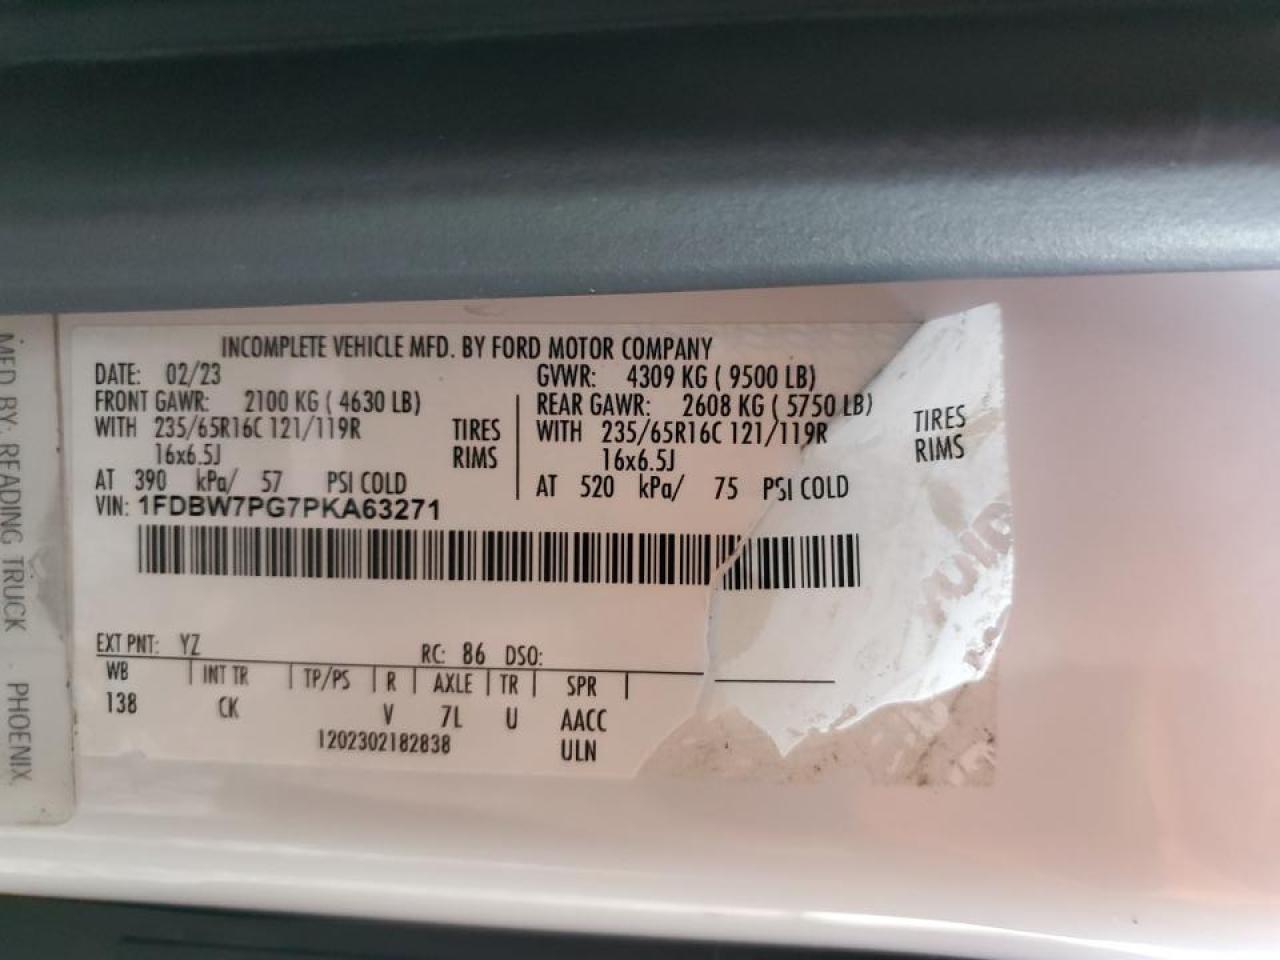 INCOMPLETE VEHICLE MFD. BY FORD MOTOR COMPANY
DATE: 02/23 GVWR: 4309 KG ( 9500 LB)
FRONT GAWR: 2100 KG ( 4630 LB) REAR GAWR: 2608 KG ( 5750 LB)
WITH 235/65R16C 121/119R TIRES WITH 235/65R16C 121/119R TIRES
16x6.5J RIMS 16x6.5J RIMS
AT 390 kPa/ 57 PSI COLD AT 520 kPa/ 75 PSI COLD
VIN: 1FDBW7PG7PKA63271
EXT PNT: YZ RC: 86 DSO:
WB INT TR TP/PS R AXLE TR SPR
138 CK V 7L U AACC
1202302182838 ULN
MFD BY: READING TRUCK . PHOENIX